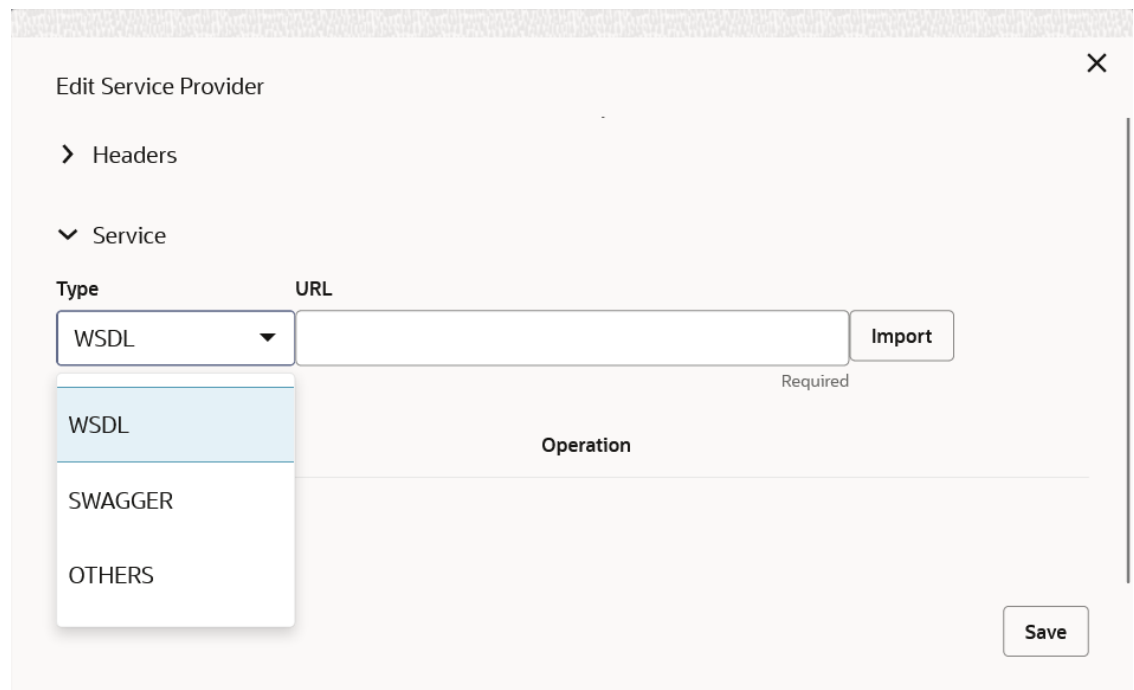 Edit Service Provider
Headers
Service
Type URL
WSDL Import
Required
WSDL
Operation
SWAGGER
OTHERS
Save